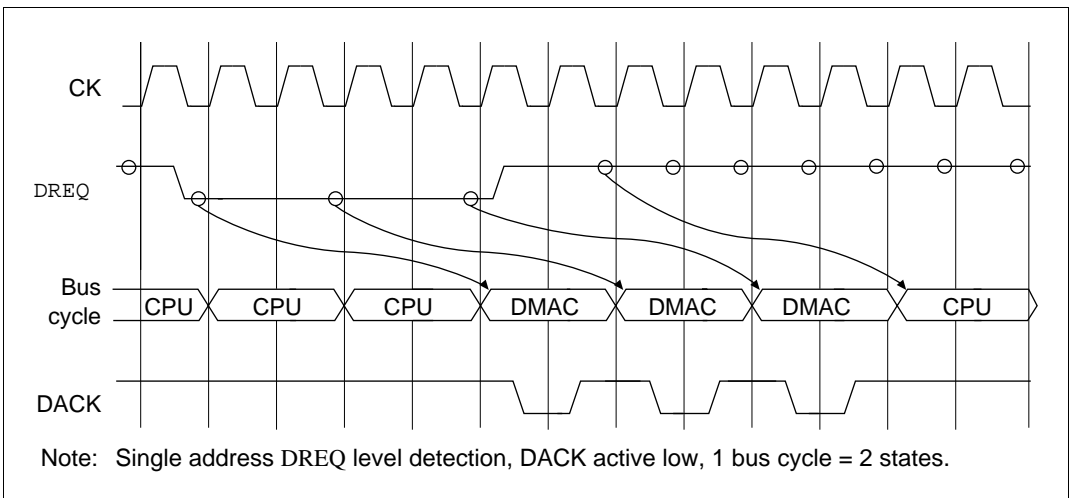 CK
DREQ
Bus
cycle
CPU CPU CPU DMAC DMAC DMAC CPU
DACK
Note: Single address DREQ level detection, DACK active low, 1 bus cycle = 2 states.